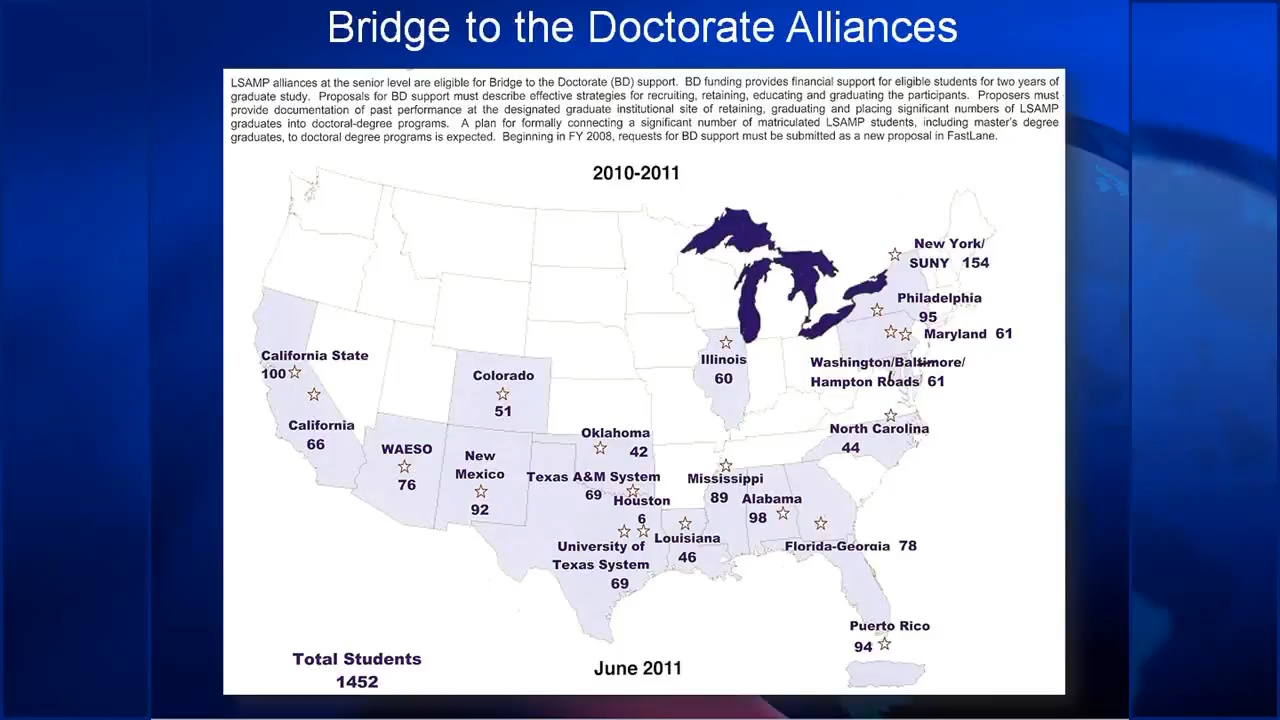 Bridge to the Doctorate Alliances
LSAMP alliances at the senior level are eligible for Bridge to the Doctorate (BD) support. BD funding provides financial support for eligible students for two years of
graduate study. Proposals for BD support must describe effective strategies for recruiting, retaining, educating and graduating the participants. Proposers must
provide documentation of past performance at the designated graduate institutional site of retaining, graduating and placing significant numbers of LSAMP
graduates into doctoral-degree programs. A plan for formally connecting a significant number of matriculated LSAMP students, including master's degree
graduates, to doctoral degree programs is expected. Beginning in FY 2008, requests for BD support must be submitted as a new proposal in FastLane.
2010-2011
New York/
SUNY 154
Philadelphia
95
Maryland 61
Washington/Baltimore/
Hampton Roads 61
California State
100
Illinois
60
Colorado
51
California
66
North Carolina
44
Oklahoma
42
WAESO
76
New
Mexico
92
Texas A&M System
69
Mississippi
89
Houston
6
Alabama
98
Louisiana
46
Florida-Georgia 78
University of
Texas System
69
Puerto Rico
94
Total Students
1452
June 2011